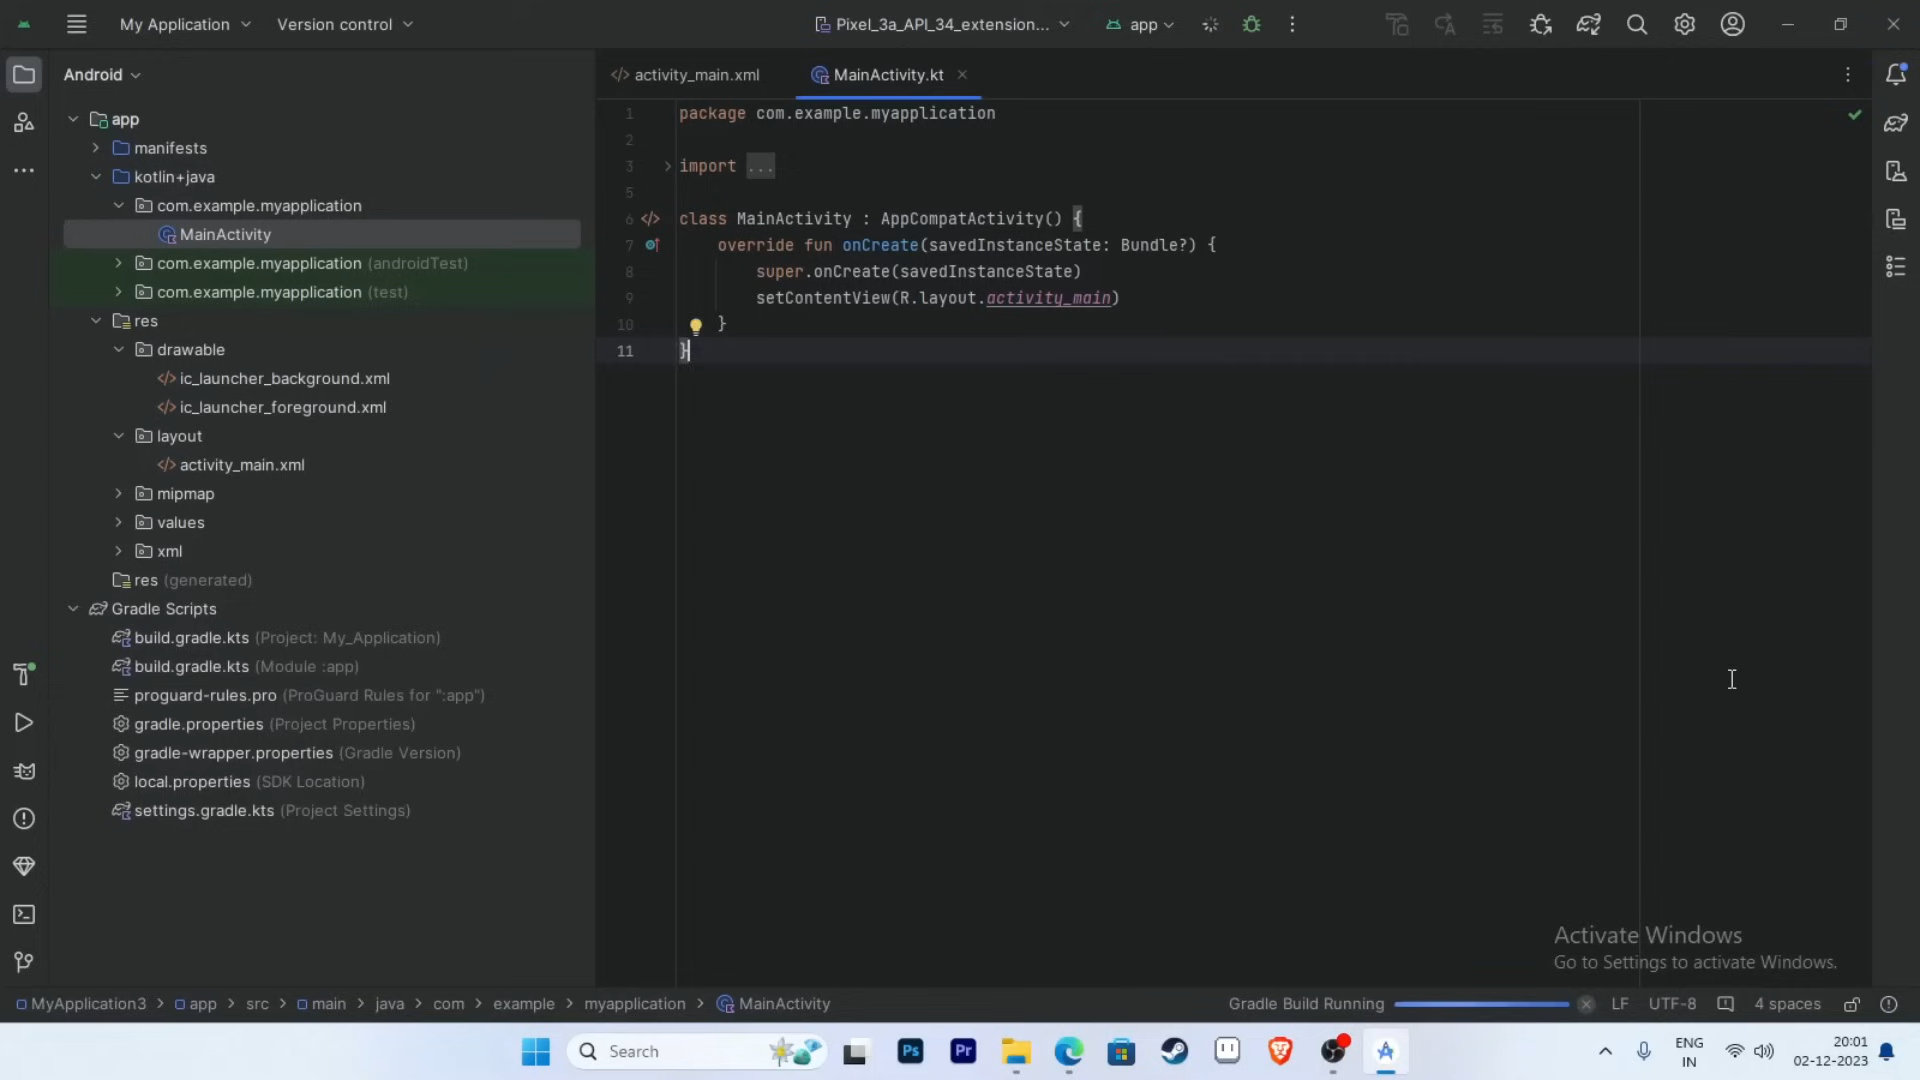 My Application
Version control
Pixel_3a_API_34_extension...
app
Android
activity_main.xml
MainActivity.kt
app
manifests
kotlin+java
com.example.myapplication
MainActivity
com.example.myapplication (androidTest)
com.example.myapplication (test)
res
drawable
ic_launcher_background.xml
ic_launcher_foreground.xml
layout
activity_main.xml
mipmap
values
xml
res (generated)
Gradle Scripts
build.gradle.kts (Project: My_Application)
build.gradle.kts (Module :app)
proguard-rules.pro (ProGuard Rules for ":app")
gradle.properties (Project Properties)
gradle-wrapper.properties (Gradle Version)
local.properties (SDK Location)
settings.gradle.kts (Project Settings)
1 package com.example.myapplication
2
3 import ...
5
6 class MainActivity : AppCompatActivity() {
7 override fun onCreate(savedInstanceState: Bundle?) {
8 super.onCreate(savedInstanceState)
9 setContentView(R.layout.activity_main)
10 }
11 }
Activate Windows
Go to Settings to activate Windows.
MyApplication3 > app > src > main > java > com > example > myapplication > MainActivity
Gradle Build Running
LF UTF-8 4 spaces
Search
Ps
Pr
ENG
IN
20:01
02-12-2023